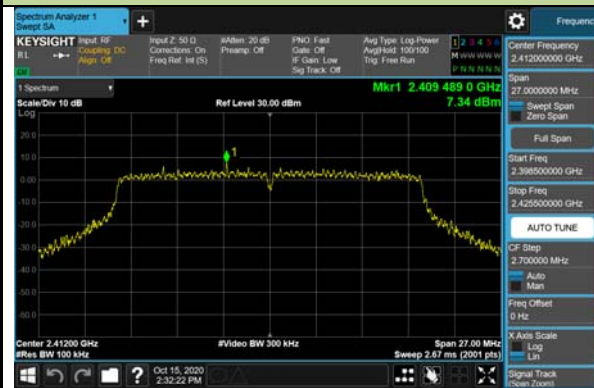 Spectrum Analyzer 1
Swept SA
+
Frequenc
KEYSIGHT Input: RF
RL
Coupling: DC
Align: Off
Input Z: 50 Ω
Corrections: On
Freq Ref: Int (S)
#Atten: 20 dB
Preamp: Off
PNO: Fast
Gate: Off
IF Gain: Low
Sig Track: Off
Avg Type: Log-Power
Avg|Hold: 100/100
Trig: Free Run
1 2 3 4 5 6
M W W W W W
P N N N N N
1 Spectrum
Scale/Div 10 dB
Log
Ref Level 30.00 dBm
Mkr1 2.409 489 0 GHz
7.34 dBm
20.0
10.0
0.00
-10.0
-20.0
-30.0
-40.0
-50.0
-60.0
1
Center 2.41200 GHz
#Res BW 100 kHz
#Video BW 300 kHz
Span 27.00 MHz
Sweep 2.67 ms (2001 pts)
Center Frequency
2.412000000 GHz
Span
27.0000000 MHz
Swept Span
Zero Span
Full Span
Start Freq
2.398500000 GHz
Stop Freq
2.425500000 GHz
AUTO TUNE
CF Step
2.700000 MHz
Auto
Man
Freq Offset
0 Hz
X Axis Scale
Log
Lin
Signal Track
(Span Zoom)
?
Oct 15, 2020
2:32:22 PM